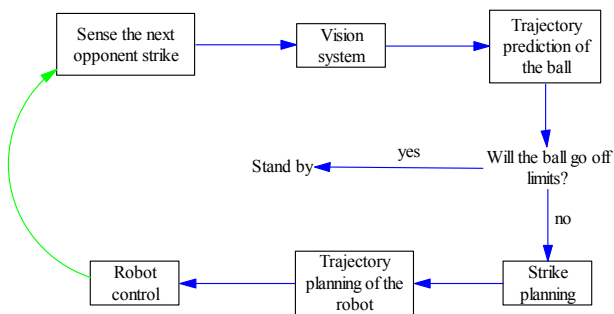 Sense the next
opponent strike
Vision
system
Trajectory
prediction of
the ball
Stand by
yes
Will the ball go off
limits?
no
Robot
control
Trajectory
planning of the
robot
Strike
planning